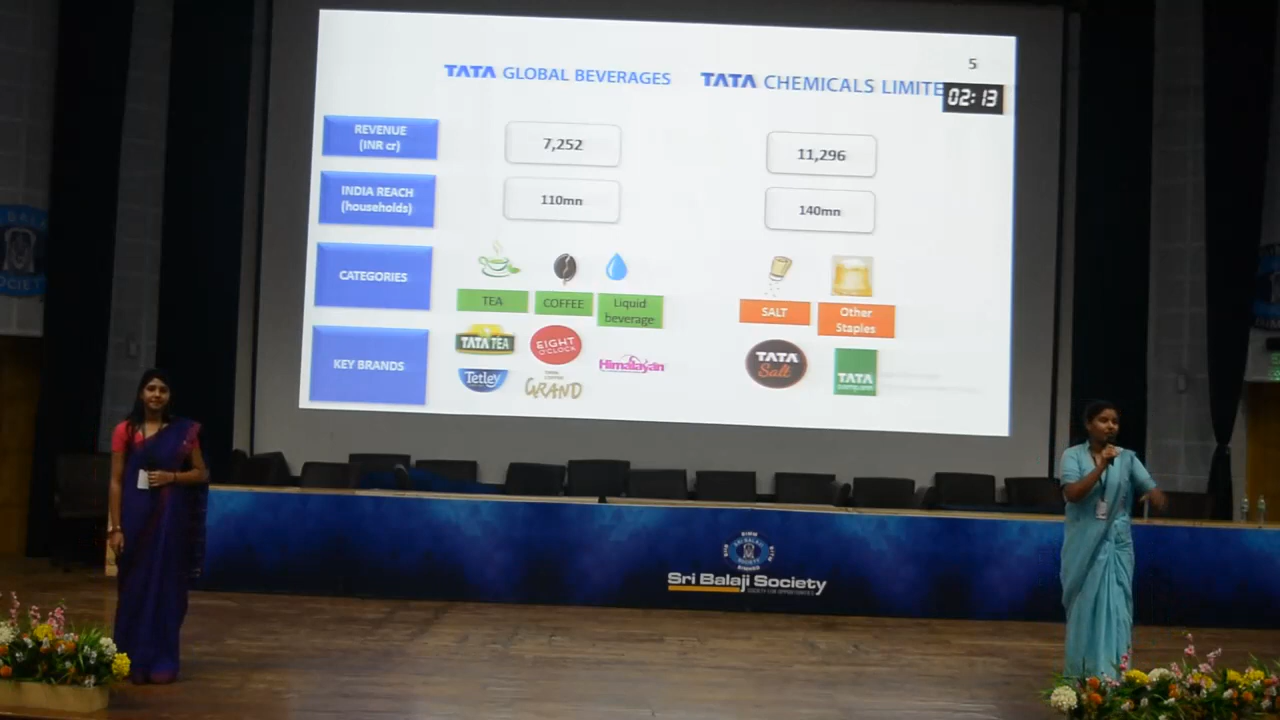 5
TATA GLOBAL BEVERAGES
TATA CHEMICALS LIMITE
02:13
REVENUE
(INR cr)
7,252
11,296
INDIA REACH
(households)
110mn
140mn
CATEGORIES
TEA
COFFEE
Liquid
beverage
SALT
Other
Staples
KEY BRANDS
TATA TEA
EIGHT
O'CLOCK
Himalayan
Tetley
GRAND
TATA
Salt
TATA
Sri Balaji Society